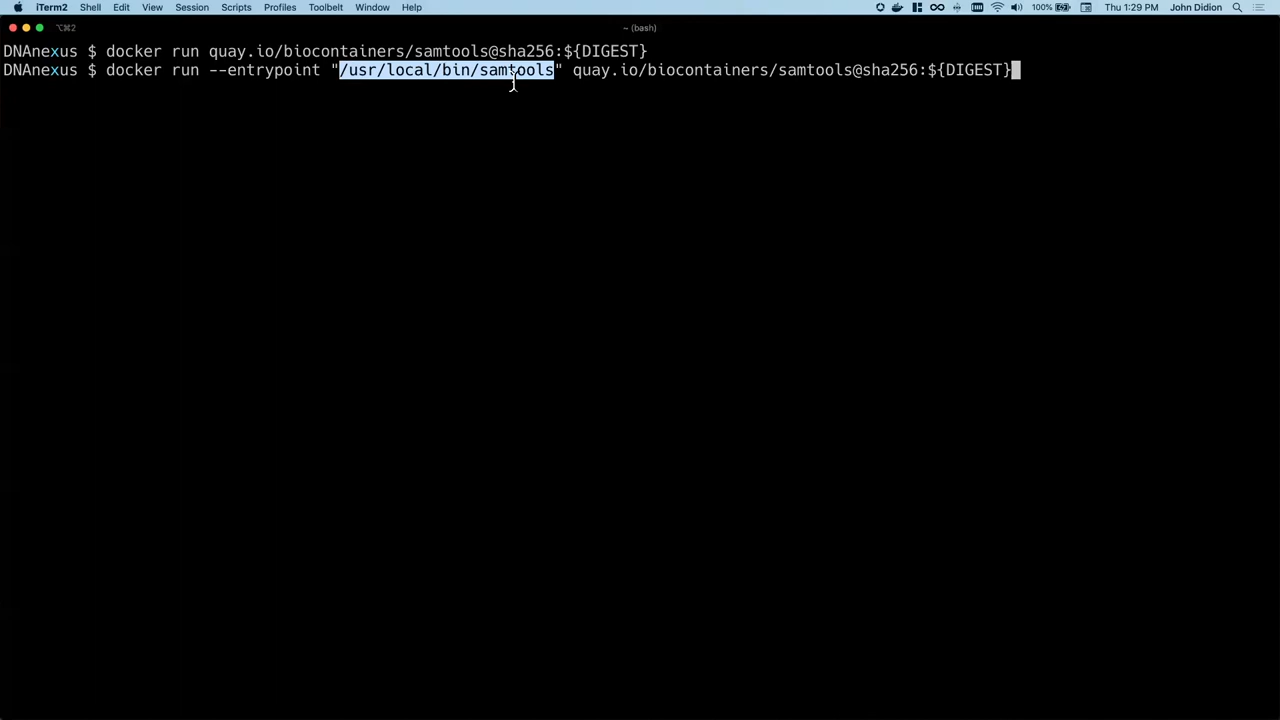 iTerm2 Shell Edit View Session Scripts Profiles Toolbelt Window Help 100% Thu 1:29 PM John Didion
⌥⌘2 ~ (bash)
DNAnexus $ docker run quay.io/biocontainers/samtools@sha256:${DIGEST}
DNAnexus $ docker run --entrypoint "/usr/local/bin/samtools" quay.io/biocontainers/samtools@sha256:${DIGEST}